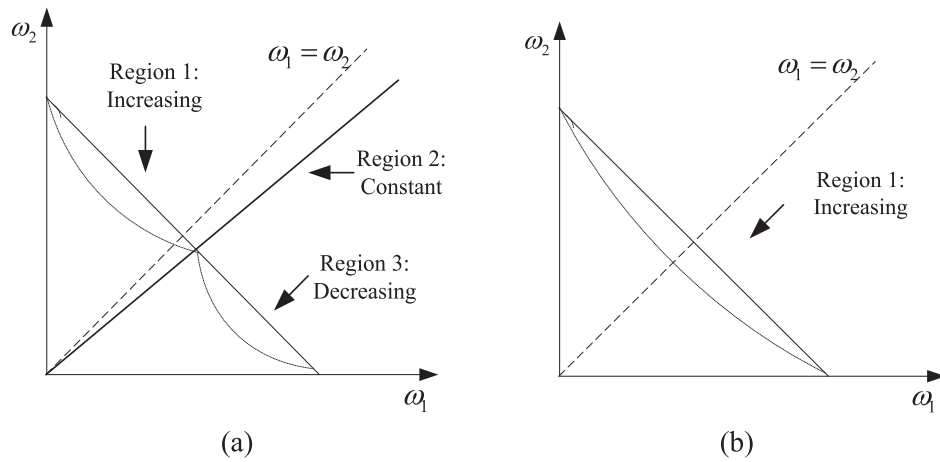 ω₂
Region 1:
Increasing
ω₁ = ω₂
Region 2:
Constant
Region 3:
Decreasing
ω₁
(a)
ω₂
ω₁ = ω₂
Region 1:
Increasing
ω₁
(b)